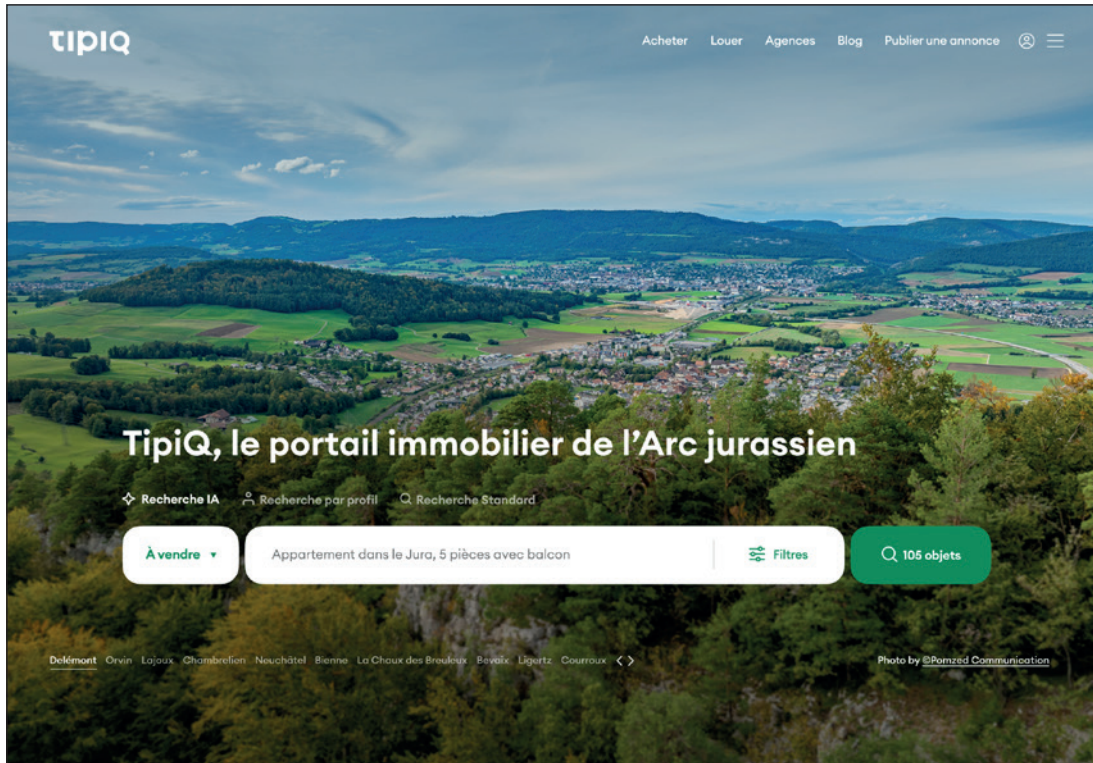 TIPIQ
Acheter Louer Agences Blog Publier une annonce
TipiQ, le portail immobilier de l'Arc jurassien
Recherche IA Recherche par profil Recherche Standard
À vendre Appartement dans le Jura, 5 pièces avec balcon Filtres 105 objets
Delémont Orvin Lajoux Chambrelien Neuchâtel Bienne La Chaux des Breuleux Bevaix Ligertz Courroux < >
Photo by ©Pomzed Communication